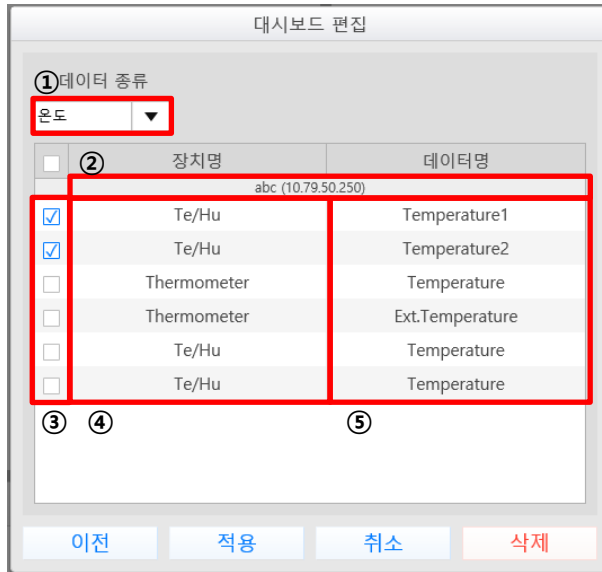 대시보드 편집
①데이터 종류
온도 ▼
② 장치명 데이터명
abc (10.79.50.250)
Te/Hu Temperature1
Te/Hu Temperature2
Thermometer Temperature
Thermometer Ext.Temperature
Te/Hu Temperature
Te/Hu Temperature
③ ④ ⑤
이전 적용 취소 삭제